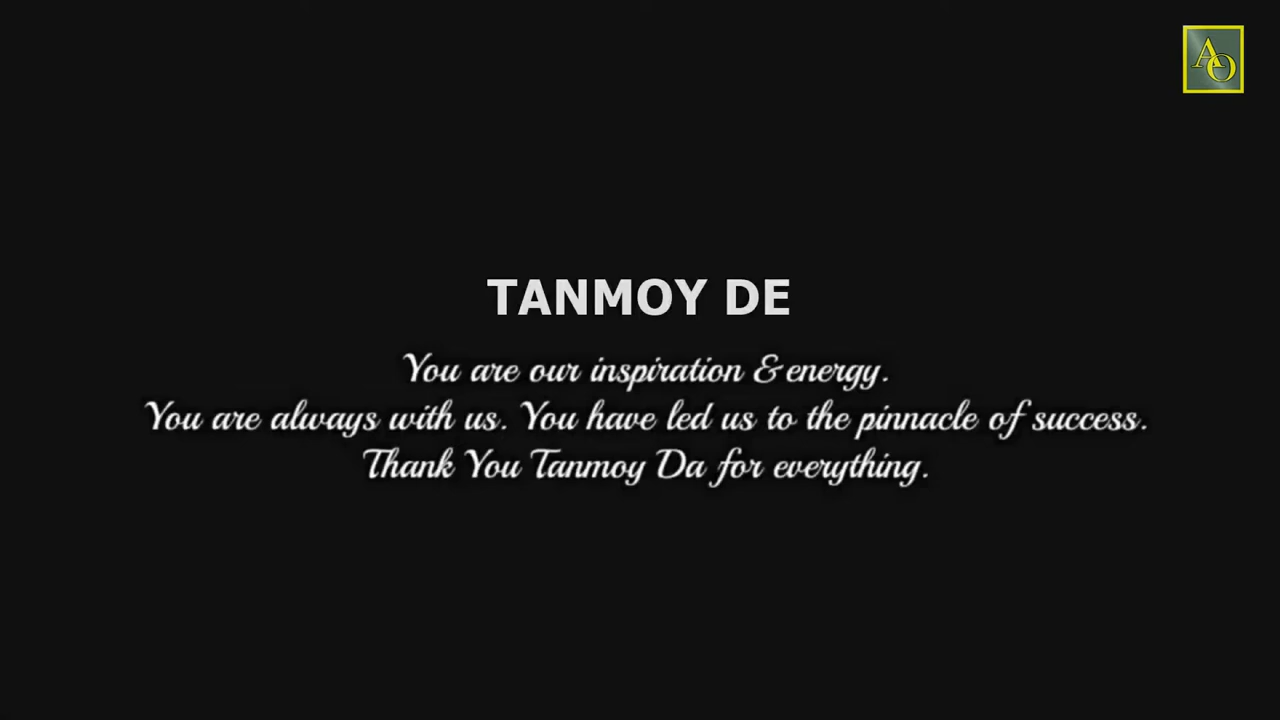 AO
TANMOY DE
You are our inspiration & energy.
You are always with us. You have led us to the pinnacle of success.
Thank You Tanmoy Da for everything.